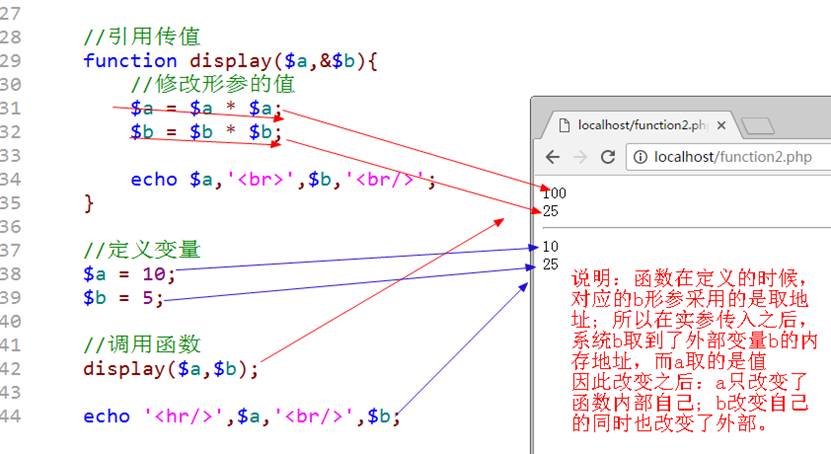 27
28 //引用传值
29 function display($a,&$b){
30 //修改形参的值
31 $a = $a * $a;
32 $b = $b * $b;
33
34 echo $a,'<br>',$b,'<br/>';
35 }
36
37 //定义变量
38 $a = 10;
39 $b = 5;
40
41 //调用函数
42 display($a,$b);
43
44 echo '<hr/>',$a,'<br/>',$b;
localhost/function2.ph
localhost/function2.php
100
25
10
25
说明：函数在定义的时候，
对应的b形参采用的是取地
址；所以在实参传入之后，
系统b取到了外部变量b的内
存地址，而a取的是值
因此改变之后：a只改变了
函数内部自己；b改变自己
的同时也改变了外部。